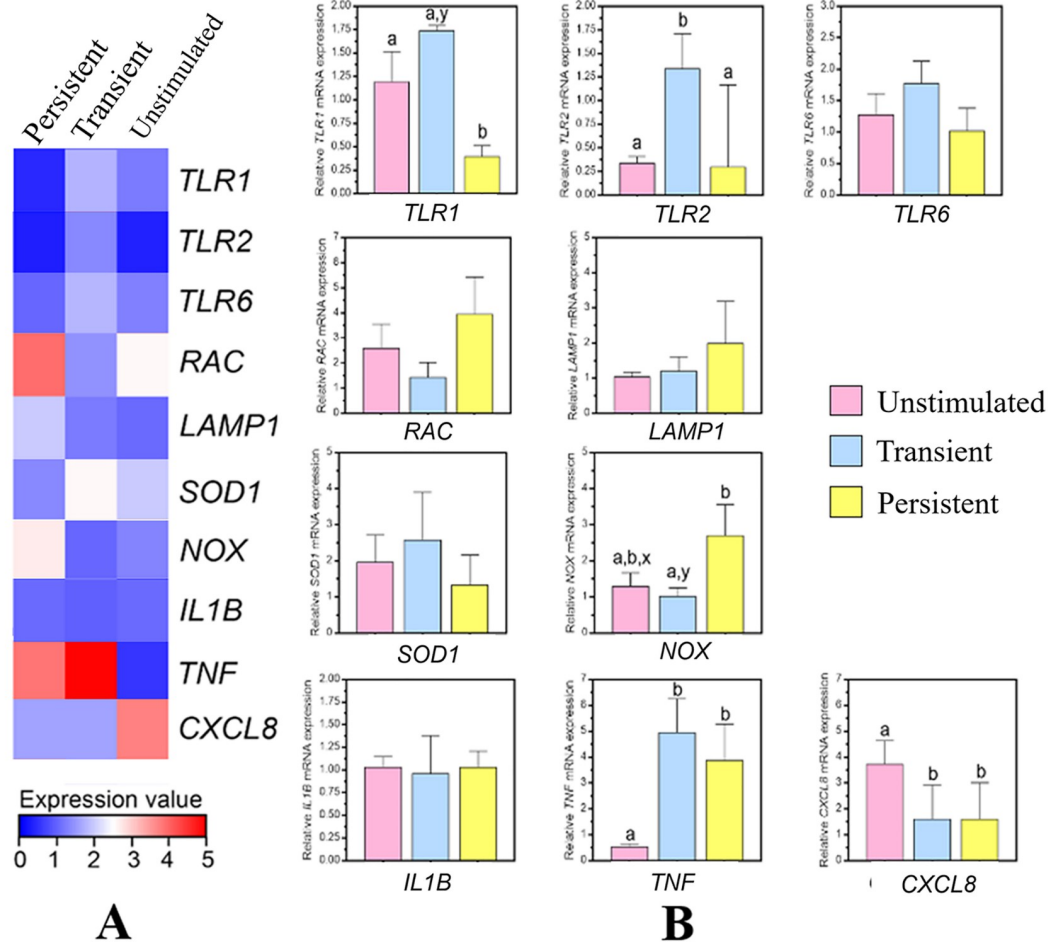 Persistent
Transient
Unstimulated
TLR1
TLR2
TLR6
RAC
LAMP1
SOD1
NOX
IL1B
TNF
CXCL8
Expression value
0 1 2 3 4 5
A
Relative TLR1 mRNA expression
2.00
1.75
1.50
1.25
1.00
0.75
0.50
0.25
0.00
a
a,y
b
TLR1
Relative TLR2 mRNA expression
2.00
1.75
1.50
1.25
1.00
0.75
0.50
0.25
0.00
a
b
a
TLR2
Relative TLR6 mRNA expression
3.0
2.5
2.0
1.5
1.0
0.5
0.0
TLR6
Relative RAC mRNA expression
7
6
5
4
3
2
1
0
RAC
Relative LAMP1 mRNA expression
5
4
3
2
1
0
LAMP1
Unstimulated
Transient
Persistent
Relative SOD1 mRNA expression
5
4
3
2
1
0
SOD1
Relative NOX mRNA expression
5
4
3
2
1
0
a,b,x
a,y
b
NOX
Relative IL1B mRNA expression
2.00
1.75
1.50
1.25
1.00
0.75
0.50
0.25
0.00
IL1B
Relative TNF mRNA expression
7
6
5
4
3
2
1
0
a
b
b
TNF
Relative CXCL8 mRNA expression
7
6
5
4
3
2
1
0
a
b
b
CXCL8
B